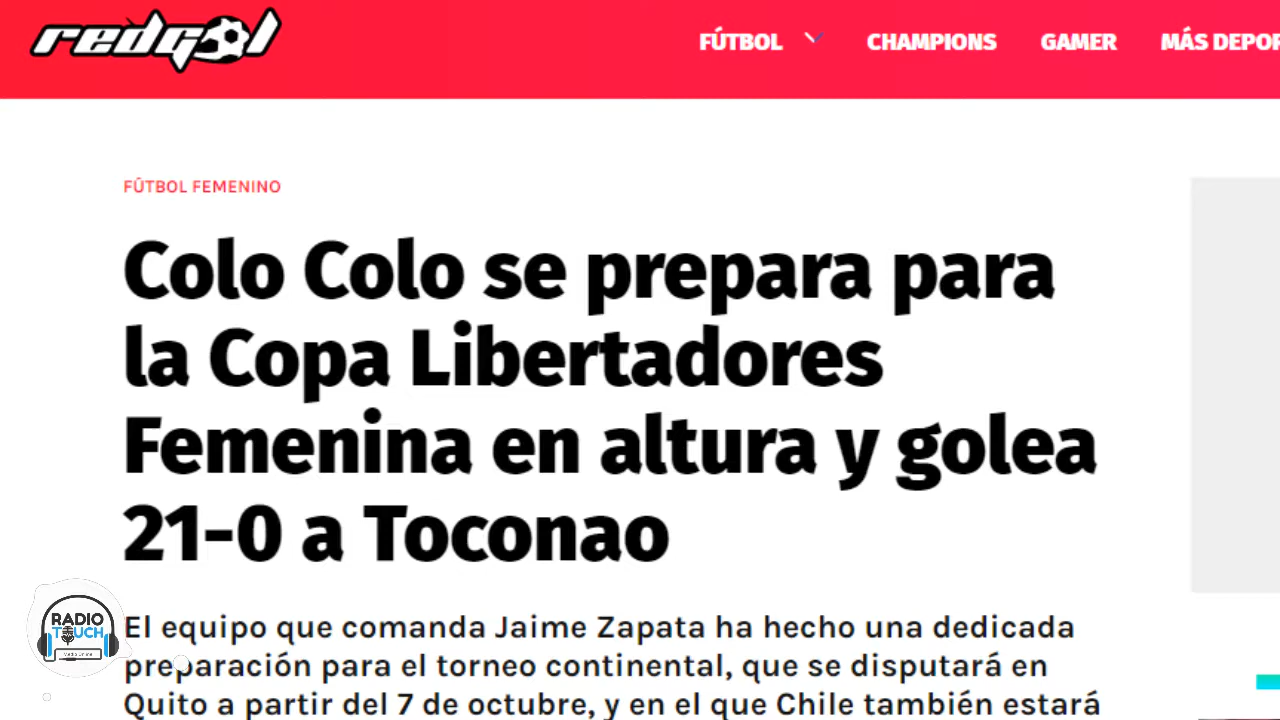 redgol
FÚTBOL
CHAMPIONS
GAMER
MÁS DEPOR
FÚTBOL FEMENINO
Colo Colo se prepara para
la Copa Libertadores
Femenina en altura y golea
21-0 a Toconao
El equipo que comanda Jaime Zapata ha hecho una dedicada
preparación para el torneo continental, que se disputará en
Quito a partir del 7 de octubre, y en el que Chile también estará
RADIO
TOUCH